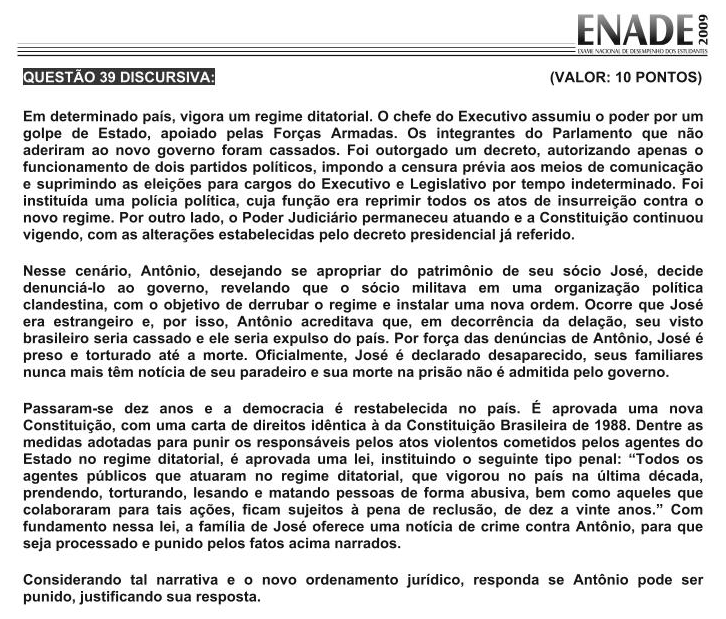 ENADE 2009
EXAME NACIONAL DE DESEMPENHO DOS ESTUDANTES
QUESTÃO 39 DISCURSIVA: (VALOR: 10 PONTOS)
Em determinado país, vigora um regime ditatorial. O chefe do Executivo assumiu o poder por um
golpe de Estado, apoiado pelas Forças Armadas. Os integrantes do Parlamento que não
aderiram ao novo governo foram cassados. Foi outorgado um decreto, autorizando apenas o
funcionamento de dois partidos políticos, impondo a censura prévia aos meios de comunicação
e suprimindo as eleições para cargos do Executivo e Legislativo por tempo indeterminado. Foi
instituída uma polícia política, cuja função era reprimir todos os atos de insurreição contra o
novo regime. Por outro lado, o Poder Judiciário permaneceu atuando e a Constituição continuou
vigendo, com as alterações estabelecidas pelo decreto presidencial já referido.
Nesse cenário, Antônio, desejando se apropriar do patrimônio de seu sócio José, decide
denunciá-lo ao governo, revelando que o sócio militava em uma organização política
clandestina, com o objetivo de derrubar o regime e instalar uma nova ordem. Ocorre que José
era estrangeiro e, por isso, Antônio acreditava que, em decorrência da delação, seu visto
brasileiro seria cassado e ele seria expulso do país. Por força das denúncias de Antônio, José é
preso e torturado até a morte. Oficialmente, José é declarado desaparecido, seus familiares
nunca mais têm notícia de seu paradeiro e sua morte na prisão não é admitida pelo governo.
Passaram-se dez anos e a democracia é restabelecida no país. É aprovada uma nova
Constituição, com uma carta de direitos idêntica à da Constituição Brasileira de 1988. Dentre as
medidas adotadas para punir os responsáveis pelos atos violentos cometidos pelos agentes do
Estado no regime ditatorial, é aprovada uma lei, instituindo o seguinte tipo penal: “Todos os
agentes públicos que atuaram no regime ditatorial, que vigorou no país na última década,
prendendo, torturando, lesando e matando pessoas de forma abusiva, bem como aqueles que
colaboraram para tais ações, ficam sujeitos à pena de reclusão, de dez a vinte anos.” Com
fundamento nessa lei, a família de José oferece uma notícia de crime contra Antônio, para que
seja processado e punido pelos fatos acima narrados.
Considerando tal narrativa e o novo ordenamento jurídico, responda se Antônio pode ser
punido, justificando sua resposta.